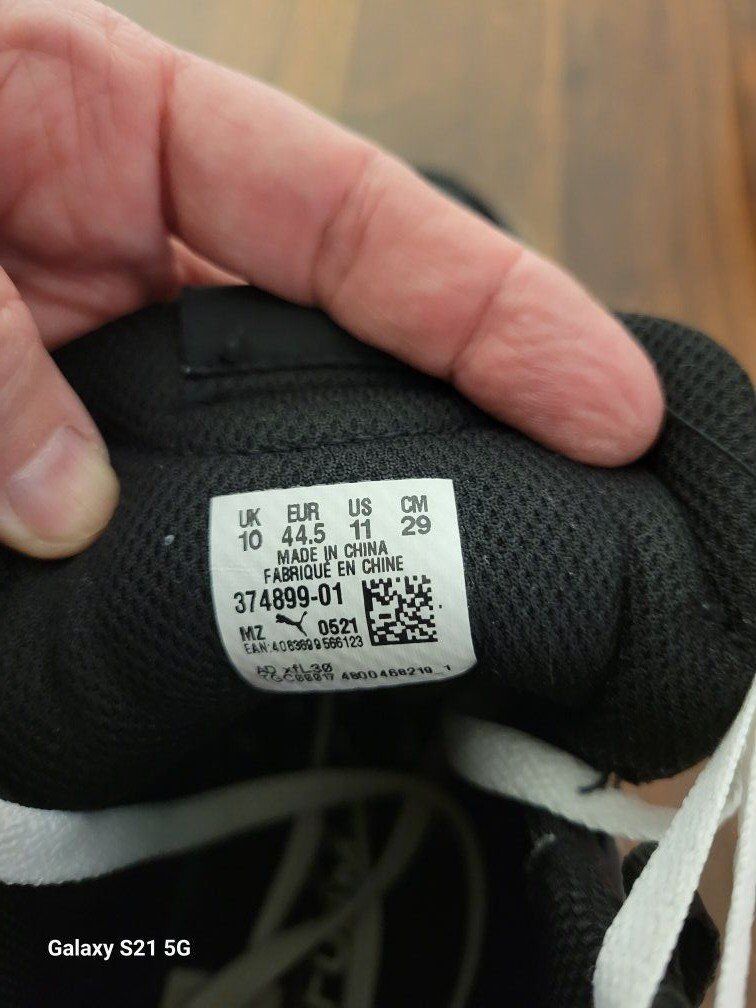 UK EUR US CM
10 44.5 11 29
MADE IN CHINA
FABRIQUÉ EN CHINE
374899-01
MZ 0521
EAN:4063699566123
4800468219_1
Galaxy S21 5G